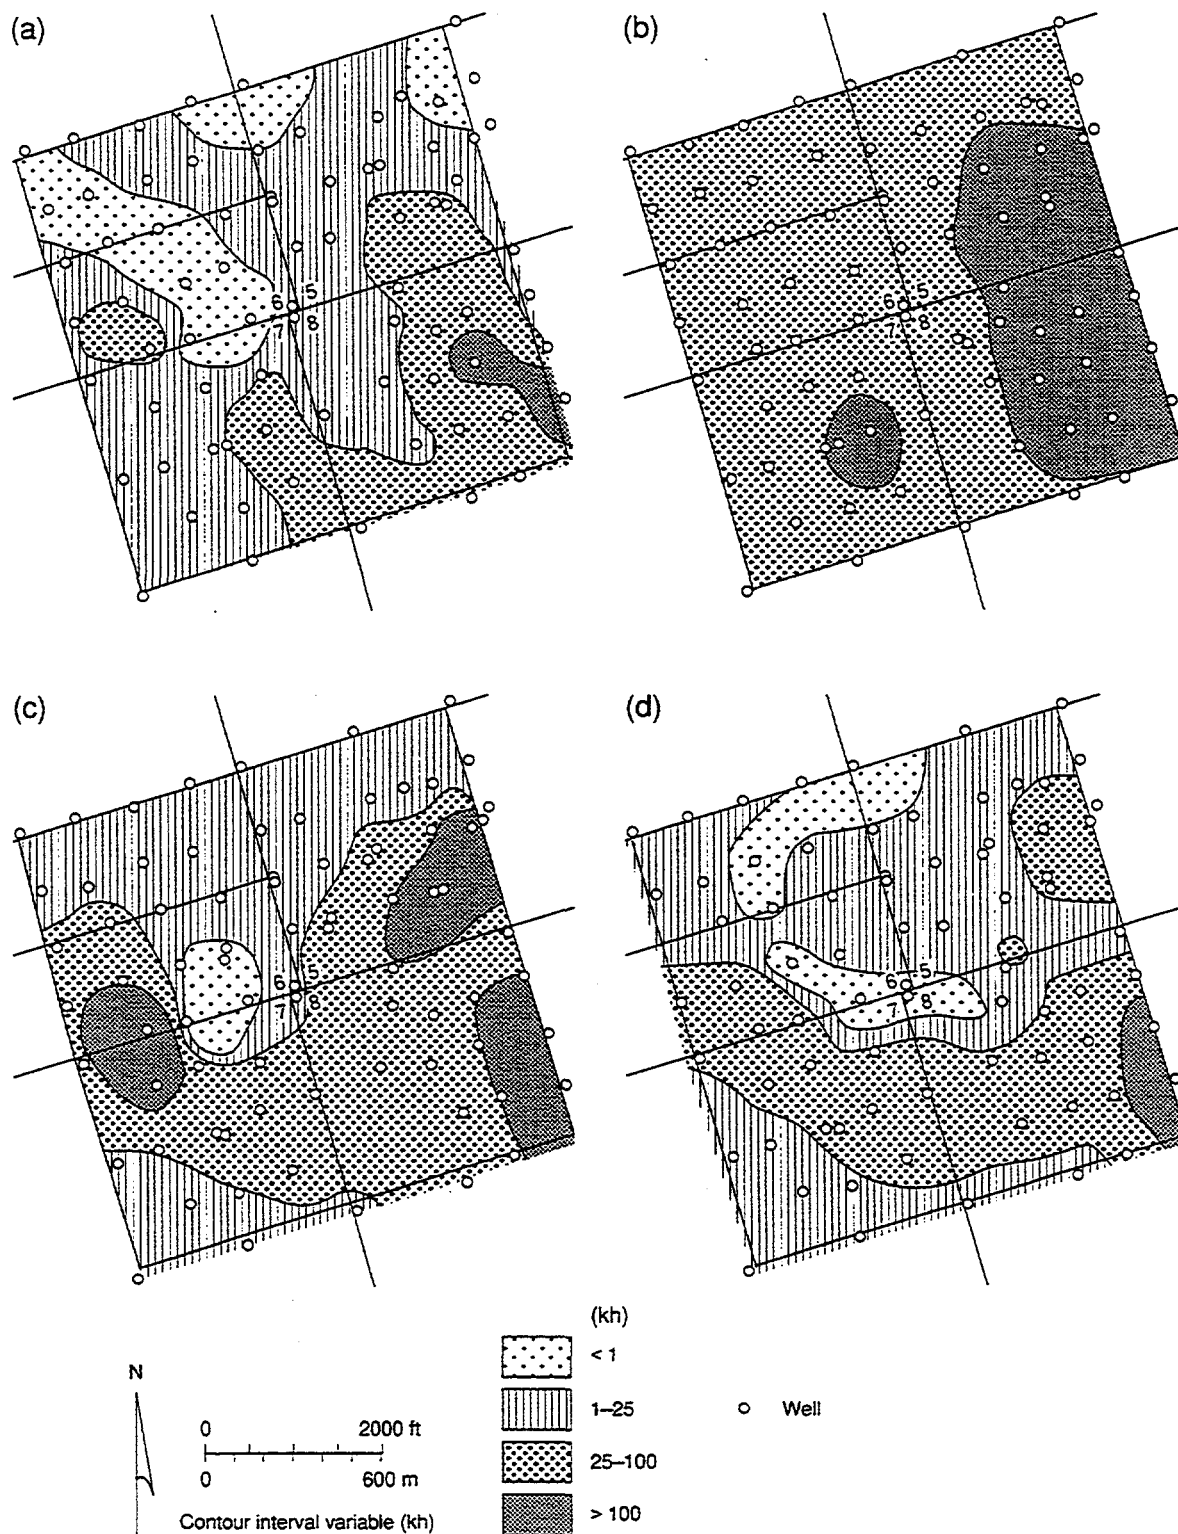 (a)
(b)
6 5
7 8
6 5
7 8
(c)
(d)
6 5
7 8
6 5
7 8
(kh)
< 1
N
1–25
Well
0 2000 ft
25–100
0 600 m
> 100
Contour interval variable (kh)